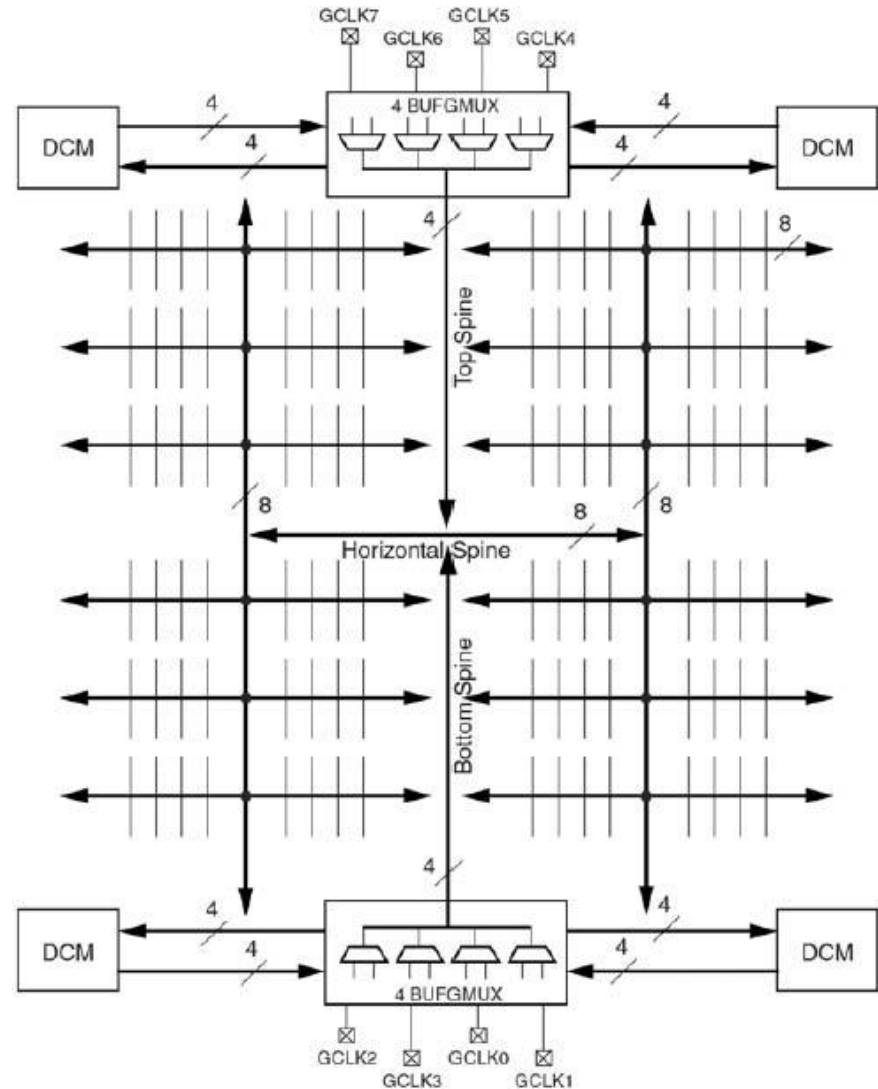 GCLK7
GCLK5
GCLK6
GCLK4
4 BUFGMUX
DCM
4
4
4
4
DCM
4
8
Top Spine
8
8
8
Horizontal Spine
Bottom Spine
4
DCM
4
4
4
4
DCM
4 BUFGMUX
GCLK2
GCLK0
GCLK3
GCLK1